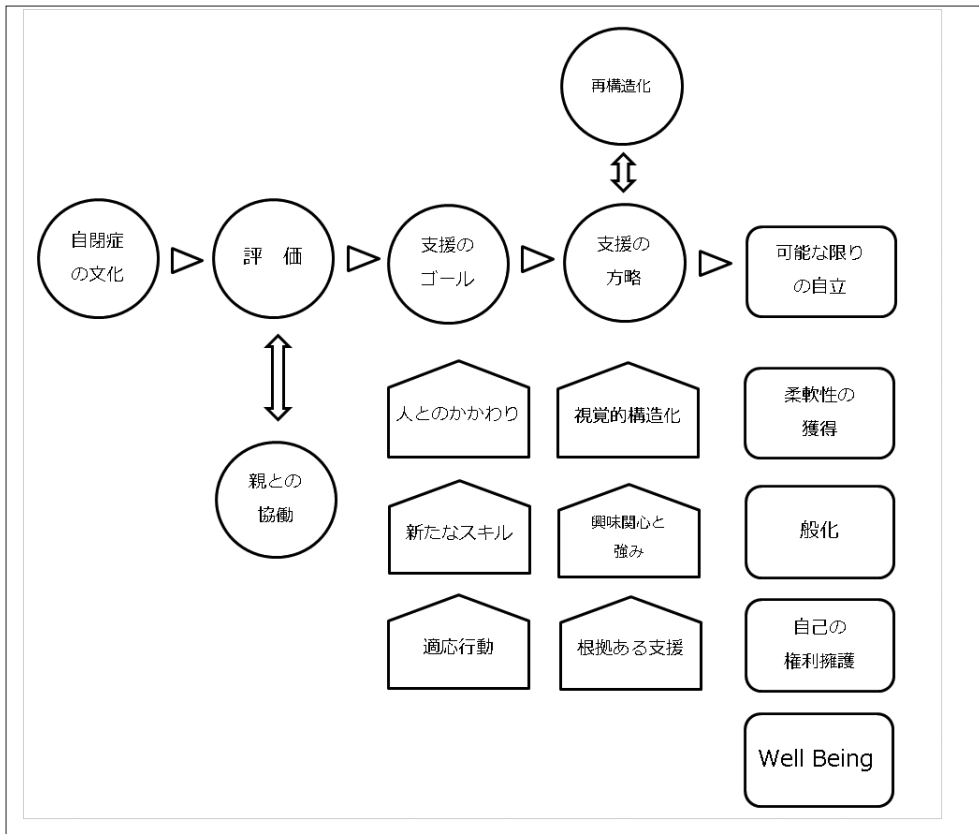 再構造化
自閉症
の文化
評　価
支援の
ゴール
支援の
方略
可能な限り
の自立
人とのかかわり
視覚的構造化
柔軟性の
獲得
親との
協働
新たなスキル
興味関心と
強み
般化
適応行動
根拠ある支援
自己の
権利擁護
Well Being